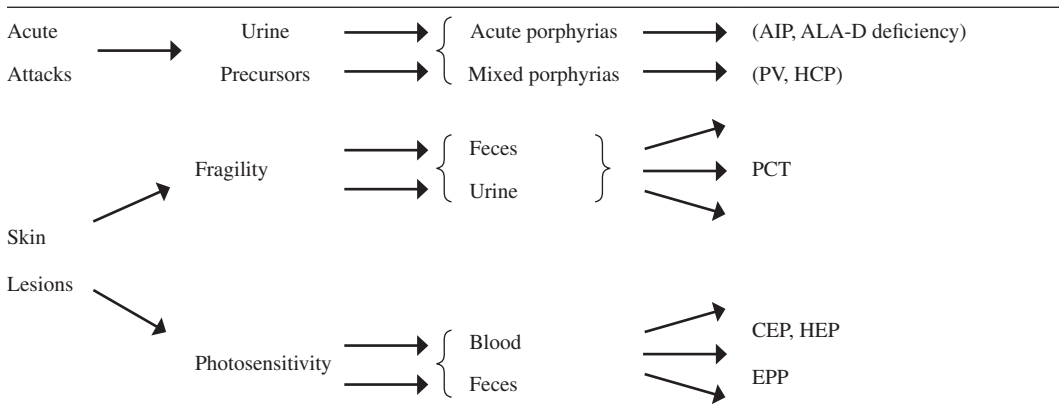 Acute Urine Acute porphyrias (AIP, ALA-D deficiency)
Attacks Precursors Mixed porphyrias (PV, HCP)
Feces
Fragility PCT
Urine
Skin
Lesions
Blood CEP, HEP
Photosensitivity
Feces EPP